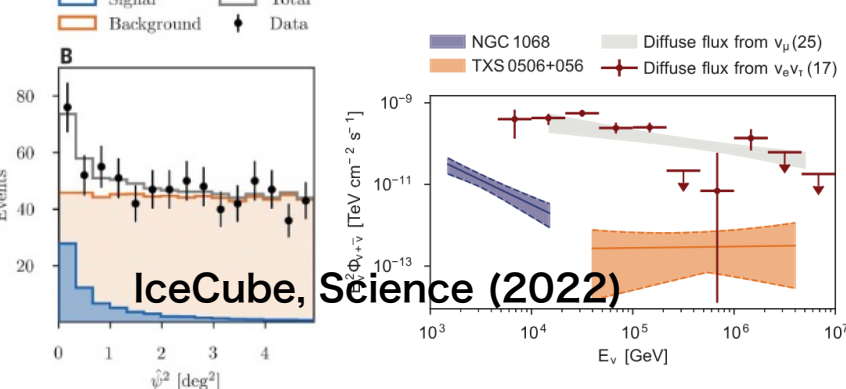 Signal
Total
Background
Data
B
80
60
40
20
Events
0
1
2
3
4
ψ̂² [deg²]
NGC 1068
Diffuse flux from νμ (25)
TXS 0506+056
Diffuse flux from νeντ (17)
10⁻⁹
10⁻¹¹
10⁻¹³
[TeV cm⁻² s⁻¹]
10³
10⁴
10⁵
10⁶
10⁷
Eν [GeV]
IceCube, Science (2022)